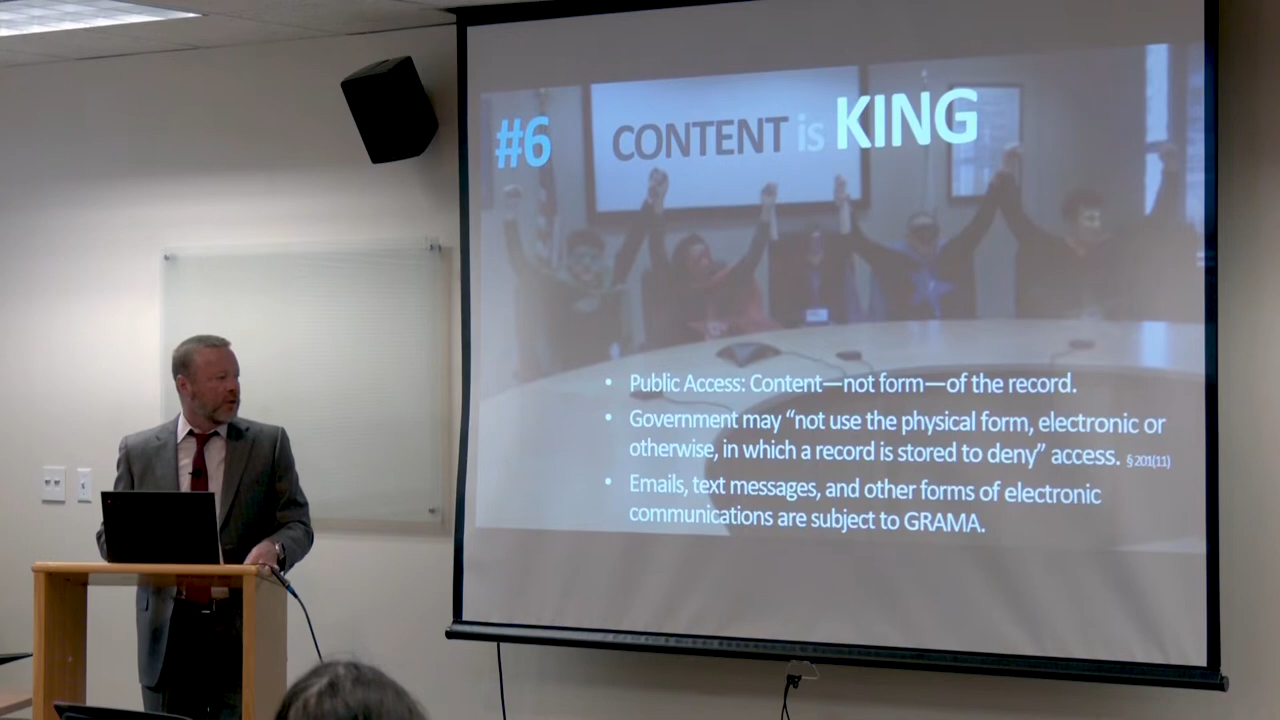 #6 CONTENT is KING
• Public Access: Content—not form—of the record.
• Government may “not use the physical form, electronic or
otherwise, in which a record is stored to deny” access. §201(11)
• Emails, text messages, and other forms of electronic
communications are subject to GRAMA.